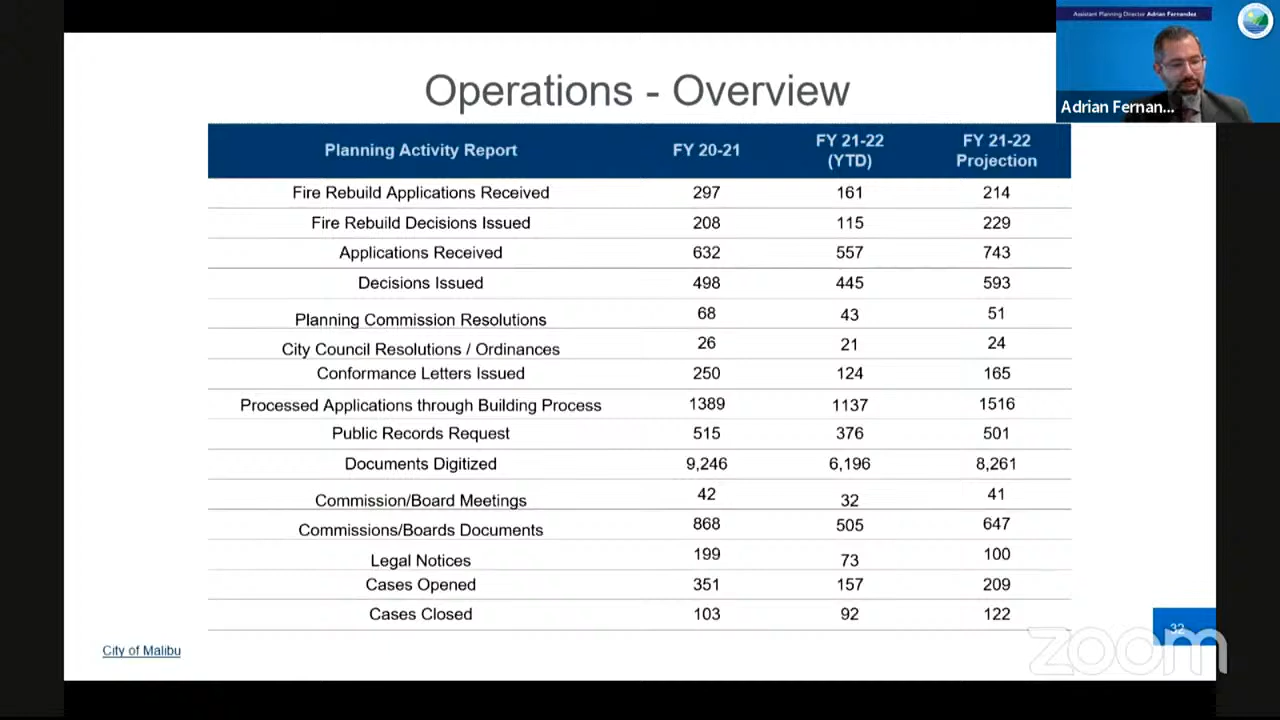 Assistant Planning Director Adrian Fernandez
Adrian Fernan...
Operations - Overview
Planning Activity Report FY 20-21 FY 21-22 (YTD) FY 21-22 Projection
Fire Rebuild Applications Received 297 161 214
Fire Rebuild Decisions Issued 208 115 229
Applications Received 632 557 743
Decisions Issued 498 445 593
Planning Commission Resolutions 68 43 51
City Council Resolutions / Ordinances 26 21 24
Conformance Letters Issued 250 124 165
Processed Applications through Building Process 1389 1137 1516
Public Records Request 515 376 501
Documents Digitized 9,246 6,196 8,261
Commission/Board Meetings 42 32 41
Commissions/Boards Documents 868 505 647
Legal Notices 199 73 100
Cases Opened 351 157 209
Cases Closed 103 92 122
City of Malibu
32
zoom